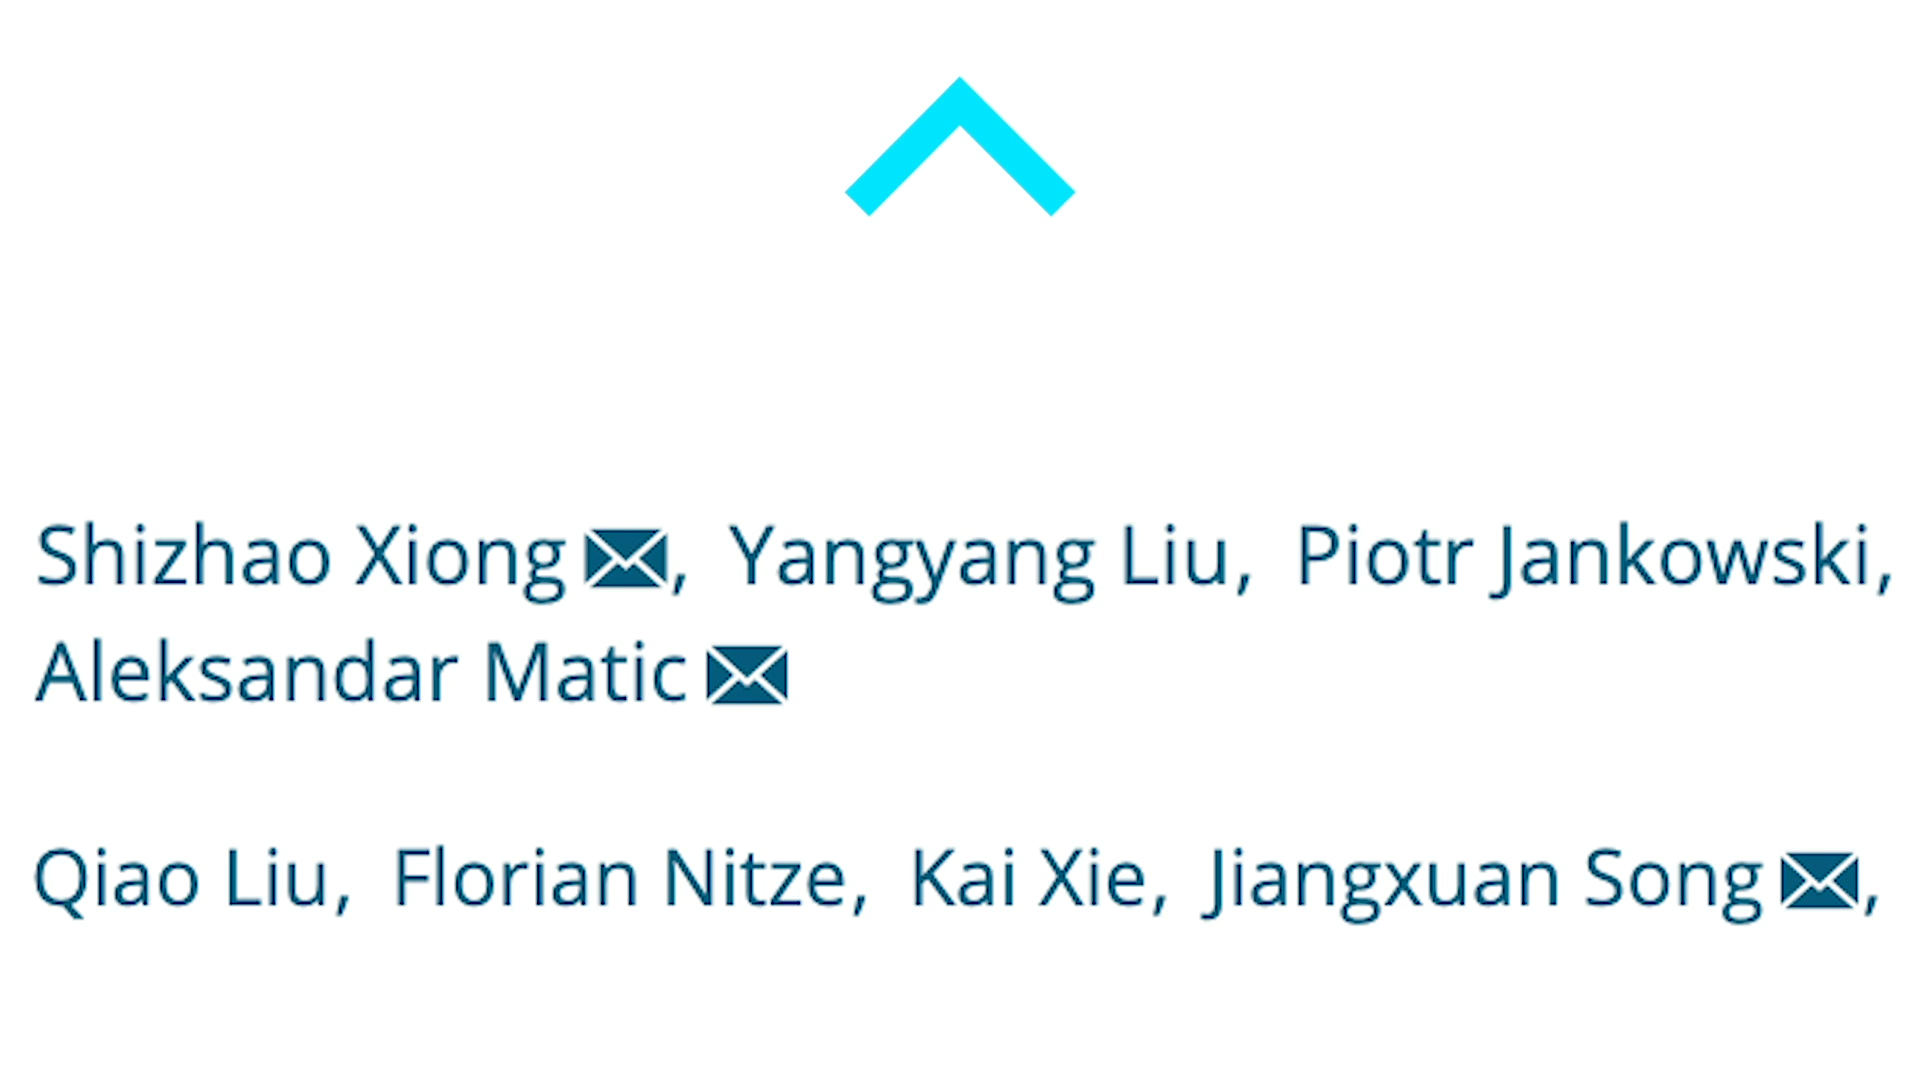 Shizhao Xiong, Yangyang Liu, Piotr Jankowski,
Aleksandar Matic
Qiao Liu, Florian Nitze, Kai Xie, Jiangxuan Song,